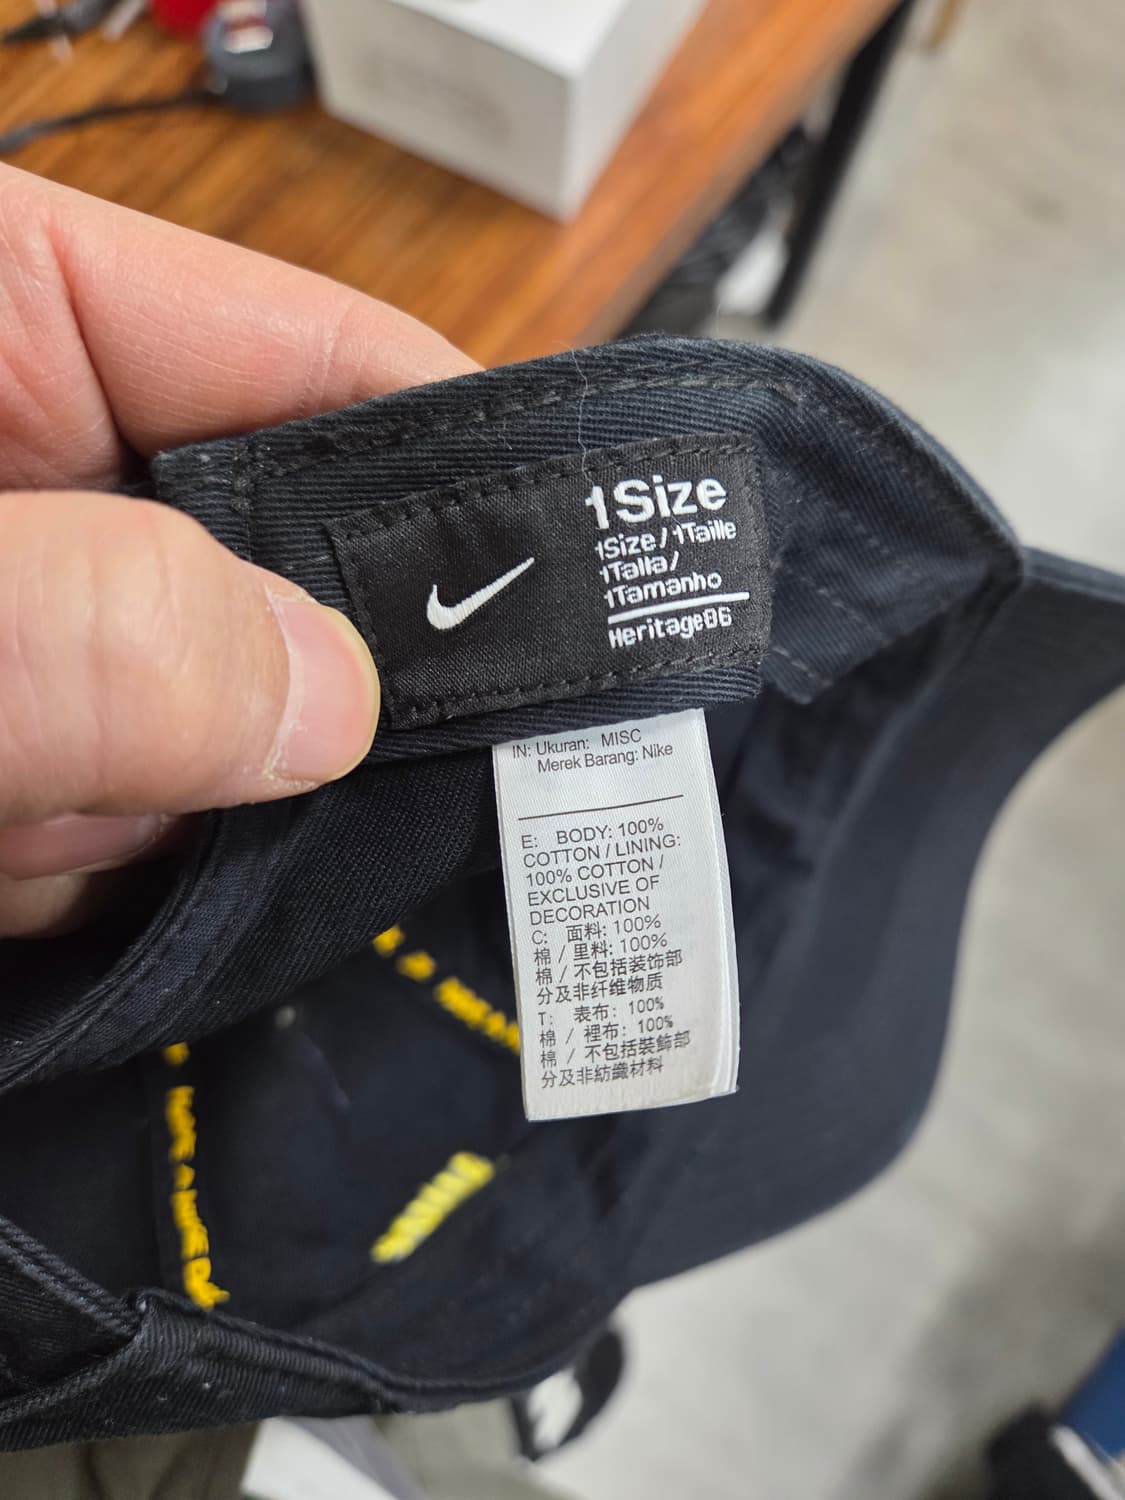 1Size
1Size/1Taille
1Talla/
1Tamanho
Heritage86
IN: Ukuran: MISC
Merek Barang: Nike
E: BODY: 100%
COTTON / LINING:
100% COTTON /
EXCLUSIVE OF
DECORATION
C: 面料: 100%
棉 / 里料: 100%
棉 / 不包括装饰部
分及非纤维物质
T: 表布: 100%
棉 / 裡布: 100%
棉 / 不包括裝飾部
分及非紡織材料